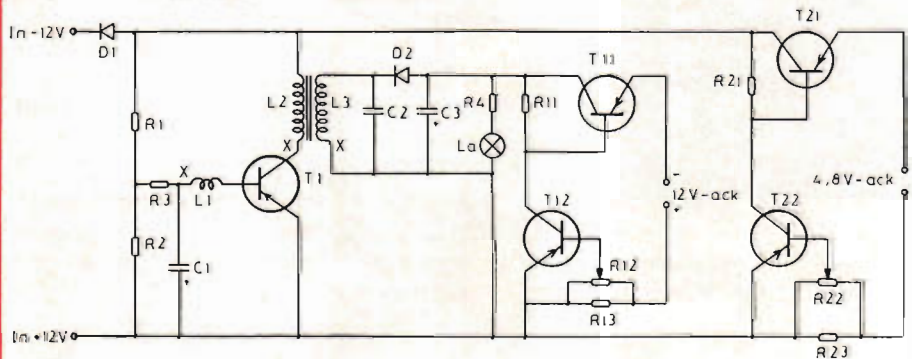 In -12V
D1
R1
R2
R3
X
L1
C1
L2
X
T1
L3
X
C2
D2
C3
R4
La
R11
T11
T12
12V-ack
R12
R13
T21
R21
T22
4,8V-ack
R22
R23
In +12V